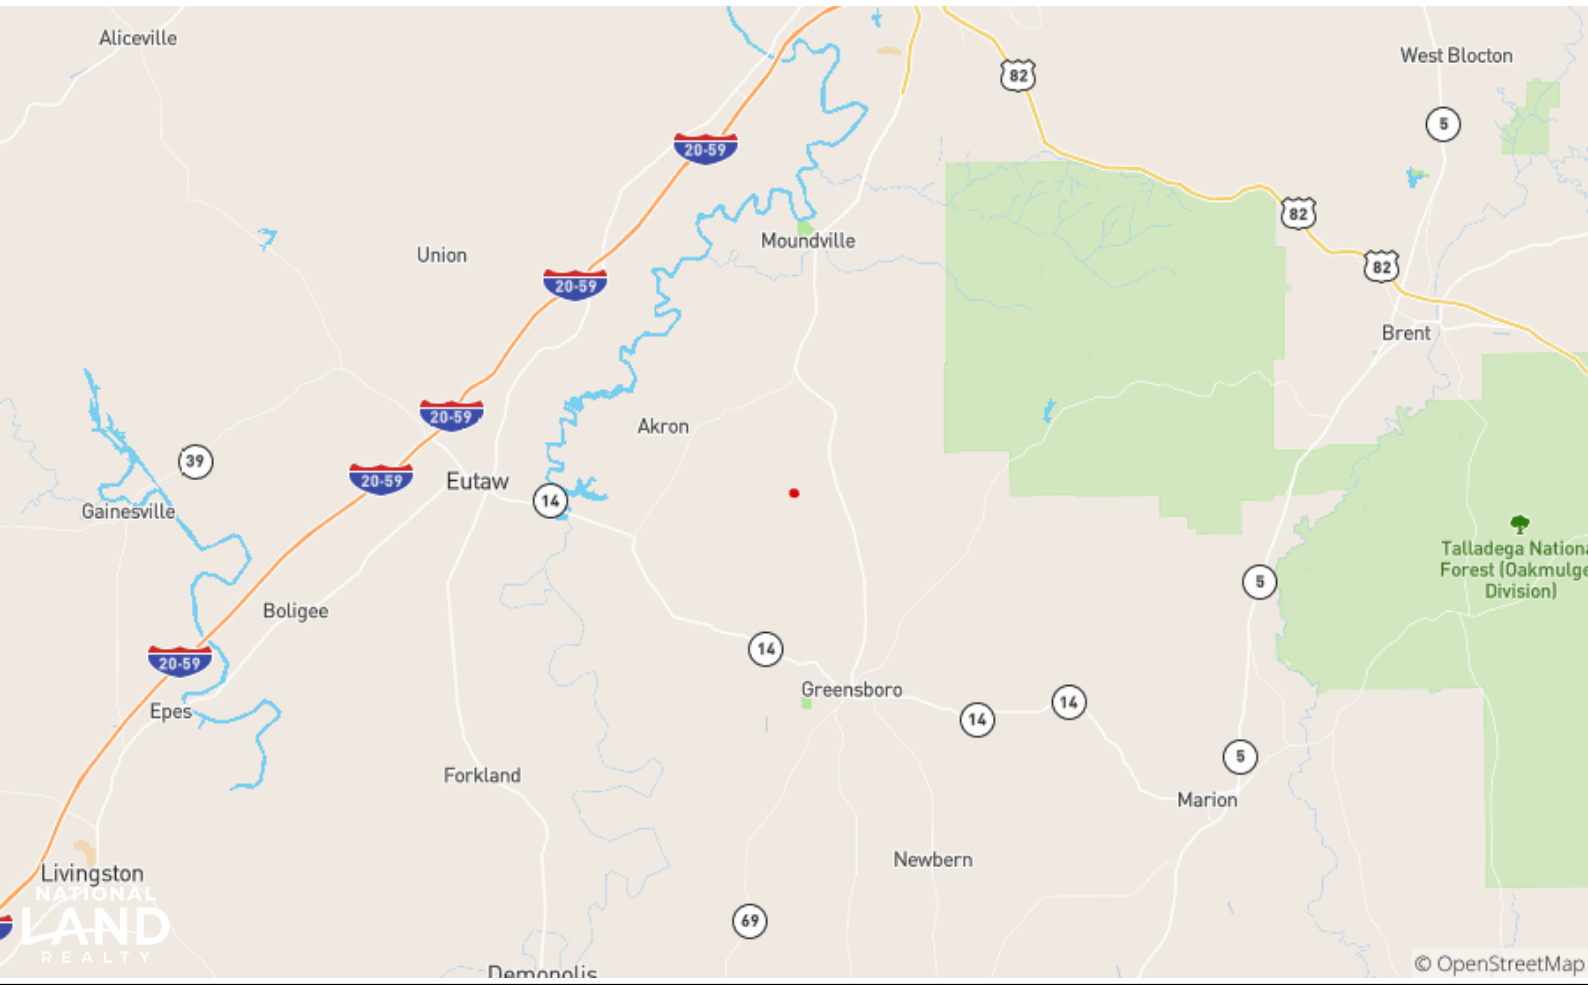 Aliceville
West Blocton
82
5
20-59
82
Union
Moundville
82
20-59
Brent
20-59
Akron
39
20-59
Eutaw
14
Gainesville
Talladega Nationa
Forest (Oakmulge
Division)
5
Boligee
14
20-59
Greensboro
14
14
Epes
5
Forkland
Marion
Newbern
Livingston
NATIONAL
LAND
REALTY
69
© OpenStreetMap
Demopolis